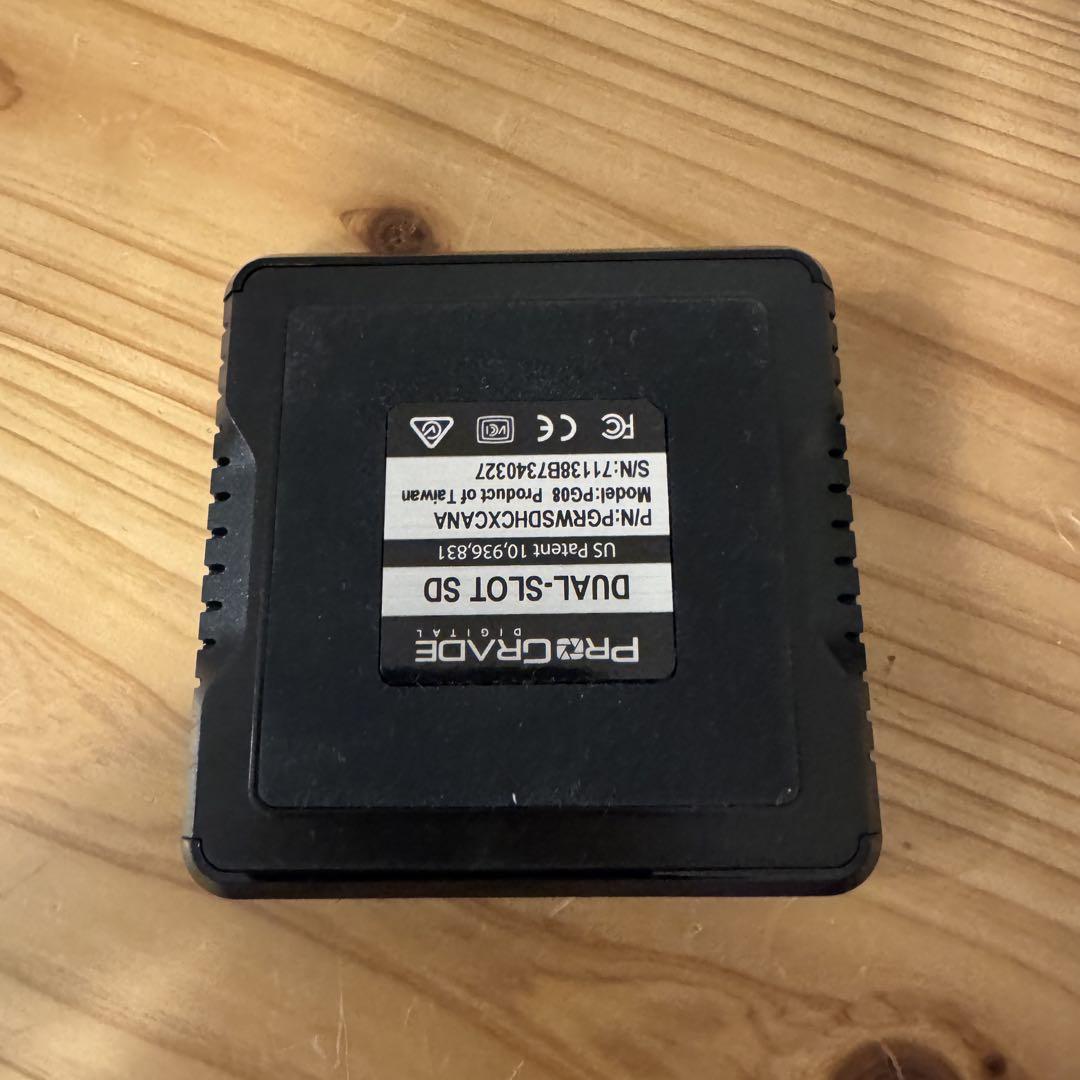 PROGRADE
DIGITAL
DUAL-SLOT SD
US Patent 10,936,831
P/N:PGRWSDHCXCANA
Model:PG08 Product of Taiwan
S/N:71138B7340327
FC CE VCI